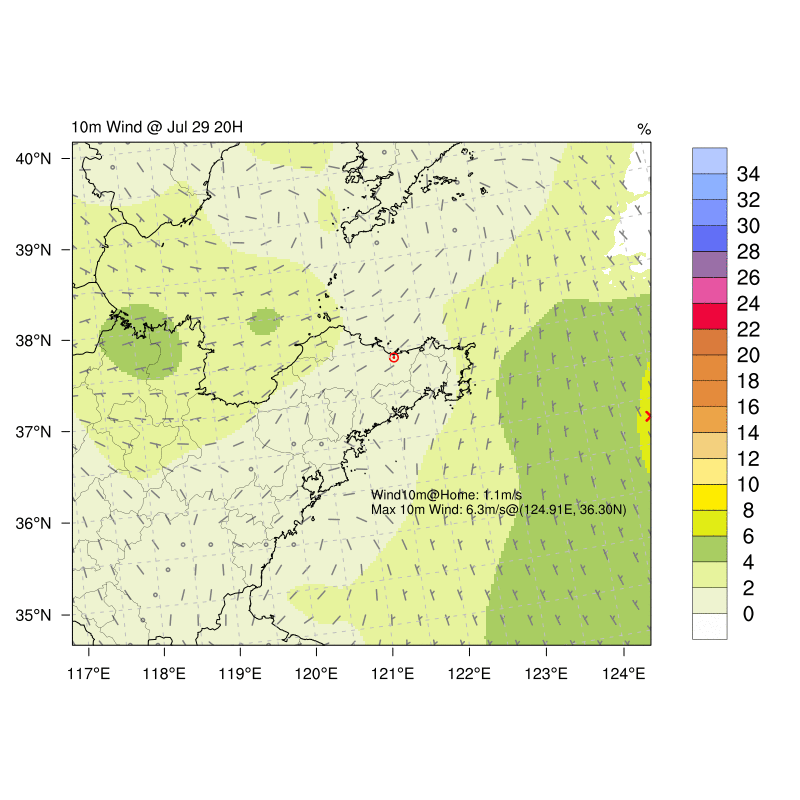 10m Wind @ Jul 29 20H
%
40°N
39°N
38°N
37°N
36°N
35°N
117°E
118°E
119°E
120°E
121°E
122°E
123°E
124°E
Wind10m@Home: 1.1m/s
Max 10m Wind: 6.3m/s@(124.91E, 36.30N)
34
32
30
28
26
24
22
20
18
16
14
12
10
8
6
4
2
0